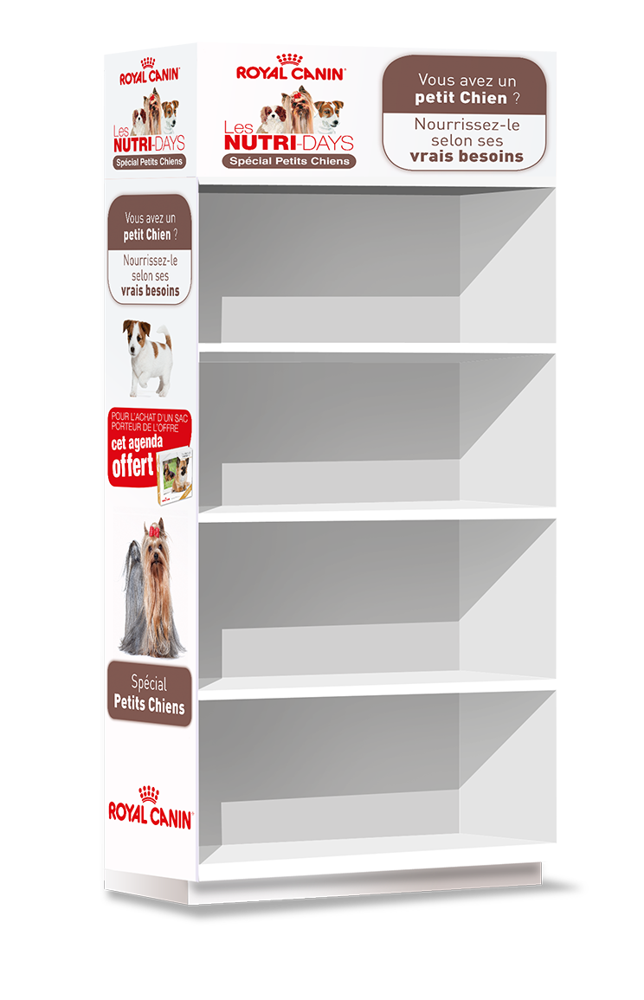 ROYAL CANIN
Les
NUTRI-DAYS
Spécial Petits Chiens
ROYAL CANIN
Les
NUTRI-DAYS
Spécial Petits Chiens
Vous avez un
petit Chien ?
Nourrissez-le
selon ses
vrais besoins
Vous avez un
petit Chien ?
Nourrissez-le
selon ses
vrais besoins
POUR L'ACHAT D'UN SAC
PORTEUR DE L'OFFRE
cet agenda
offert
Spécial
Petits Chiens
ROYAL CANIN